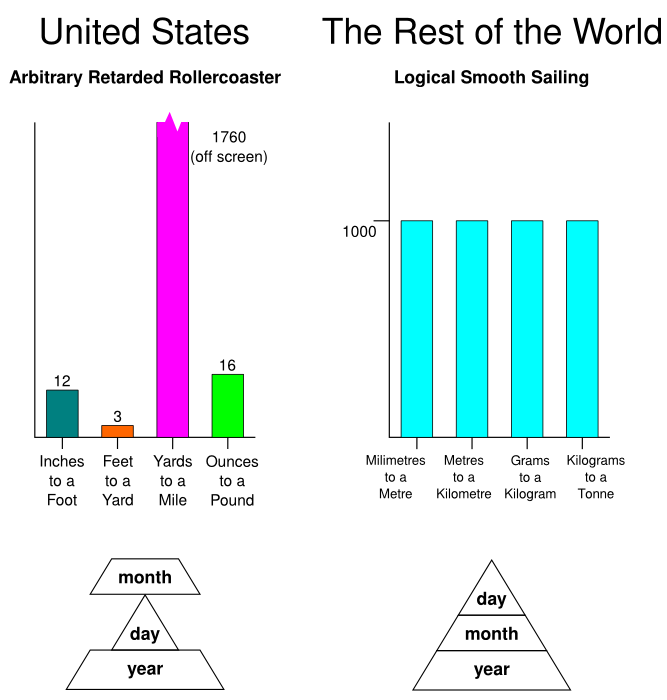 United States
Arbitrary Retarded Rollercoaster
1760
(off screen)
12
3
16
Inches
to a
Foot
Feet
to a
Yard
Yards
to a
Mile
Ounces
to a
Pound
month
day
year
The Rest of the World
Logical Smooth Sailing
1000
Milimetres
to a
Metre
Metres
to a
Kilometre
Grams
to a
Kilogram
Kilograms
to a
Tonne
day
month
year